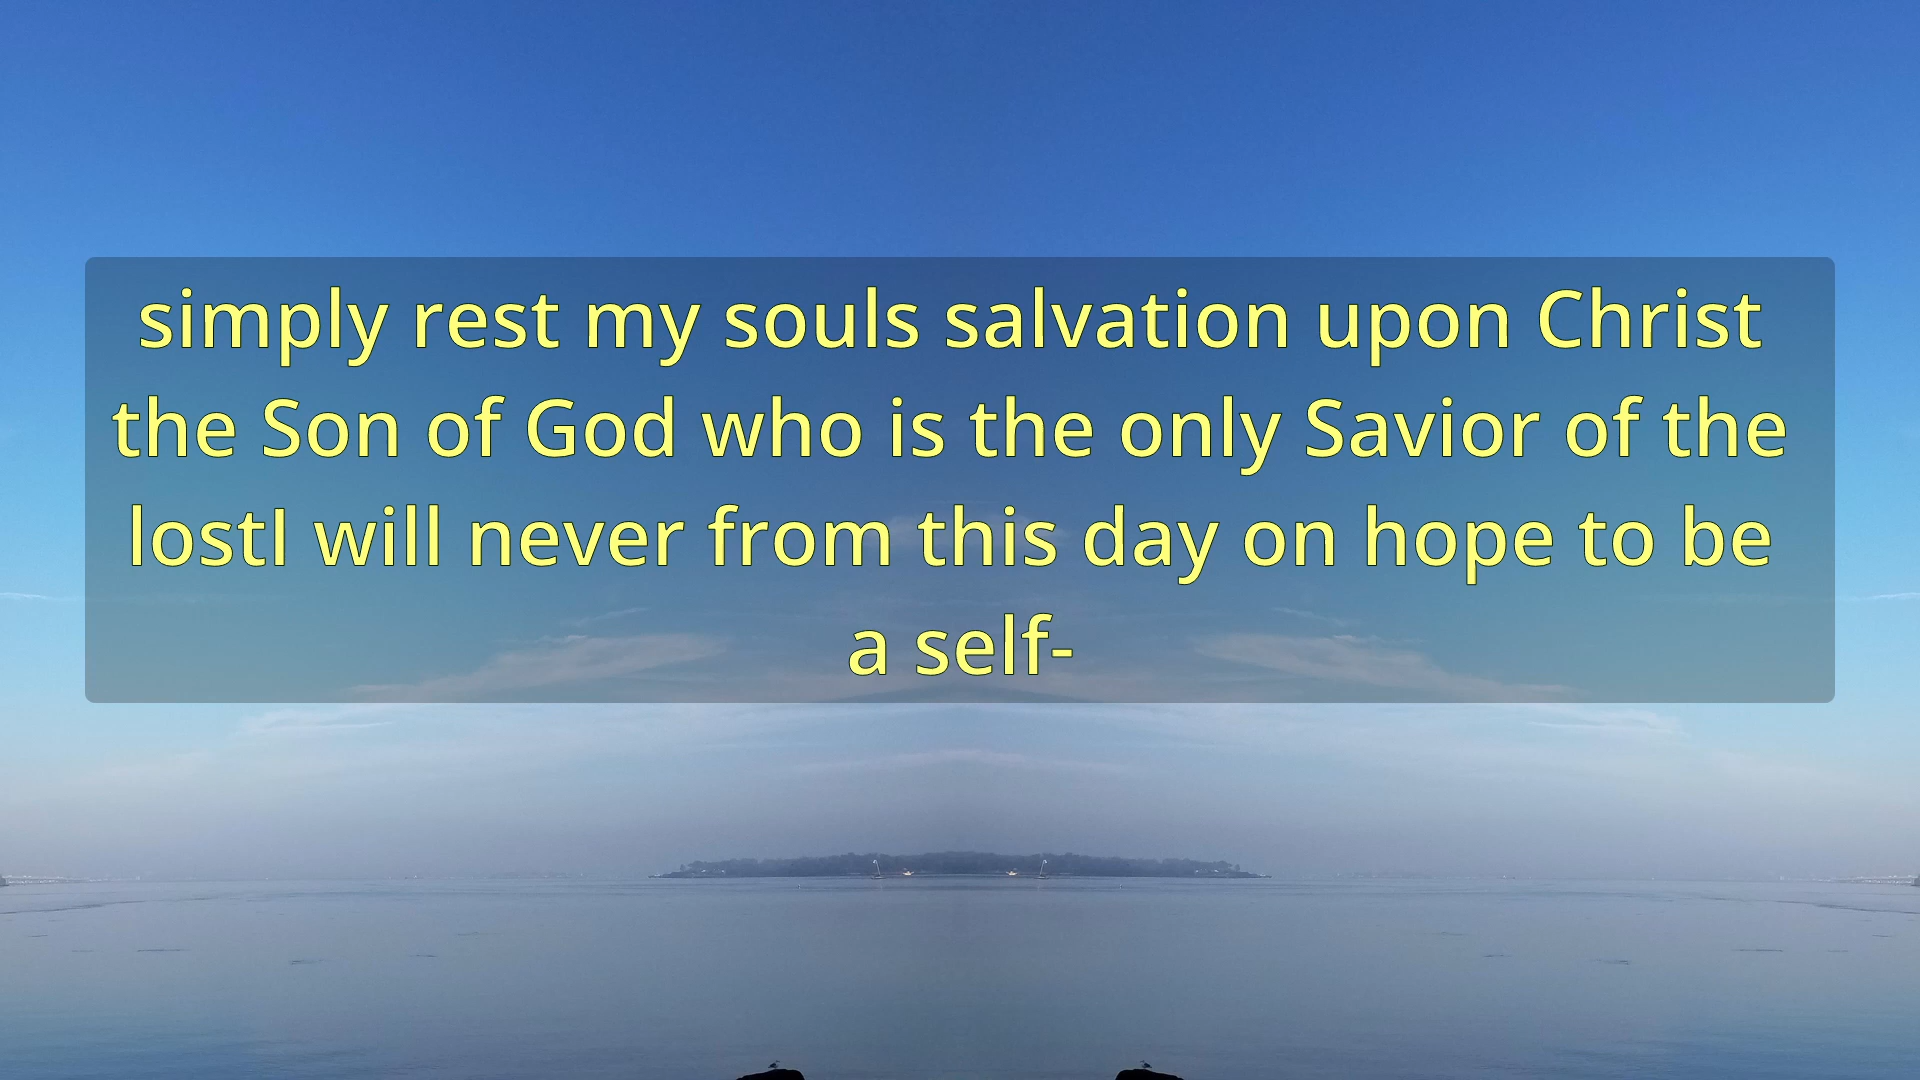 simply rest my souls salvation upon Christ
the Son of God who is the only Savior of the
lostI will never from this day on hope to be
a self-